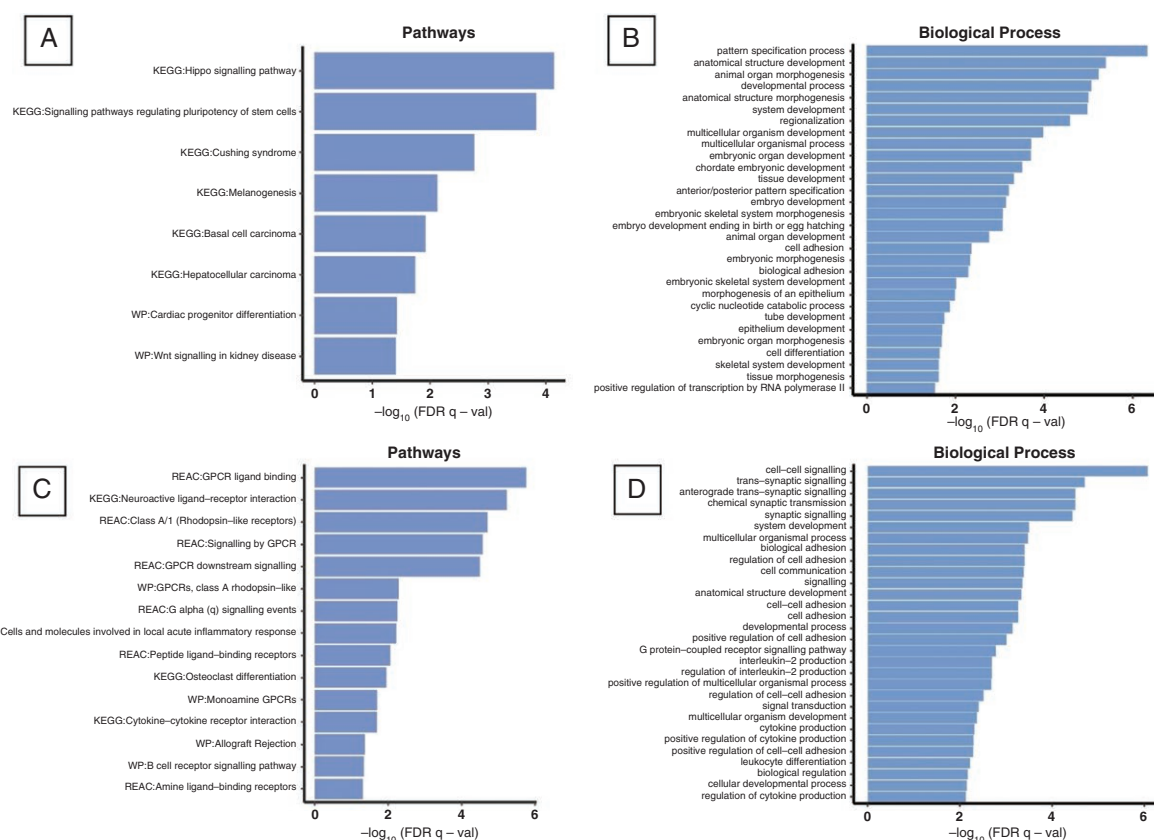 A
Pathways
KEGG:Hippo signalling pathway
KEGG:Signalling pathways regulating pluripotency of stem cells
KEGG:Cushing syndrome
KEGG:Melanogenesis
KEGG:Basal cell carcinoma
KEGG:Hepatocellular carcinoma
WP:Cardiac progenitor differentiation
WP:Wnt signalling in kidney disease
0 1 2 3 4
–log10 (FDR q – val)
B
Biological Process
pattern specification process
anatomical structure development
animal organ morphogenesis
developmental process
anatomical structure morphogenesis
system development
regionalization
multicellular organism development
multicellular organismal process
embryonic organ development
chordate embryonic development
tissue development
anterior/posterior pattern specification
embryo development
embryonic skeletal system morphogenesis
embryo development ending in birth or egg hatching
animal organ development
cell adhesion
embryonic morphogenesis
biological adhesion
embryonic skeletal system development
morphogenesis of an epithelium
cyclic nucleotide catabolic process
tube development
epithelium development
embryonic organ morphogenesis
cell differentiation
skeletal system development
tissue morphogenesis
positive regulation of transcription by RNA polymerase II
0 2 4 6
–log10 (FDR q – val)
C
Pathways
REAC:GPCR ligand binding
KEGG:Neuroactive ligand–receptor interaction
REAC:Class A/1 (Rhodopsin–like receptors)
REAC:Signalling by GPCR
REAC:GPCR downstream signalling
WP:GPCRs, class A rhodopsin–like
REAC:G alpha (q) signalling events
Cells and molecules involved in local acute inflammatory response
REAC:Peptide ligand–binding receptors
KEGG:Osteoclast differentiation
WP:Monoamine GPCRs
KEGG:Cytokine–cytokine receptor interaction
WP:Allograft Rejection
WP:B cell receptor signalling pathway
REAC:Amine ligand–binding receptors
0 2 4 6
–log10 (FDR q – val)
D
Biological Process
cell–cell signalling
trans–synaptic signalling
anterograde trans–synaptic signalling
chemical synaptic transmission
synaptic signalling
system development
multicellular organismal process
biological adhesion
regulation of cell adhesion
cell communication
signalling
anatomical structure development
cell–cell adhesion
cell adhesion
developmental process
positive regulation of cell adhesion
G protein–coupled receptor signalling pathway
interleukin–2 production
regulation of interleukin–2 production
positive regulation of multicellular organismal process
regulation of cell–cell adhesion
signal transduction
multicellular organism development
cytokine production
positive regulation of cytokine production
positive regulation of cell–cell adhesion
leukocyte differentiation
biological regulation
cellular developmental process
regulation of cytokine production
0 2 4 6
–log10 (FDR q – val)